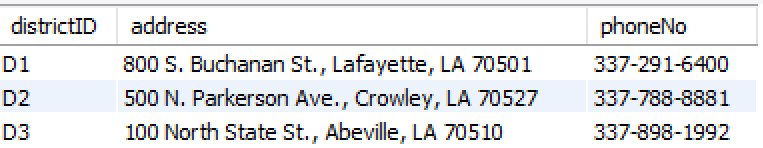 districtID address phoneNo
D1 800 S. Buchanan St., Lafayette, LA 70501 337-291-6400
D2 500 N. Parkerson Ave., Crowley, LA 70527 337-788-8881
D3 100 North State St., Abeville, LA 70510 337-898-1992